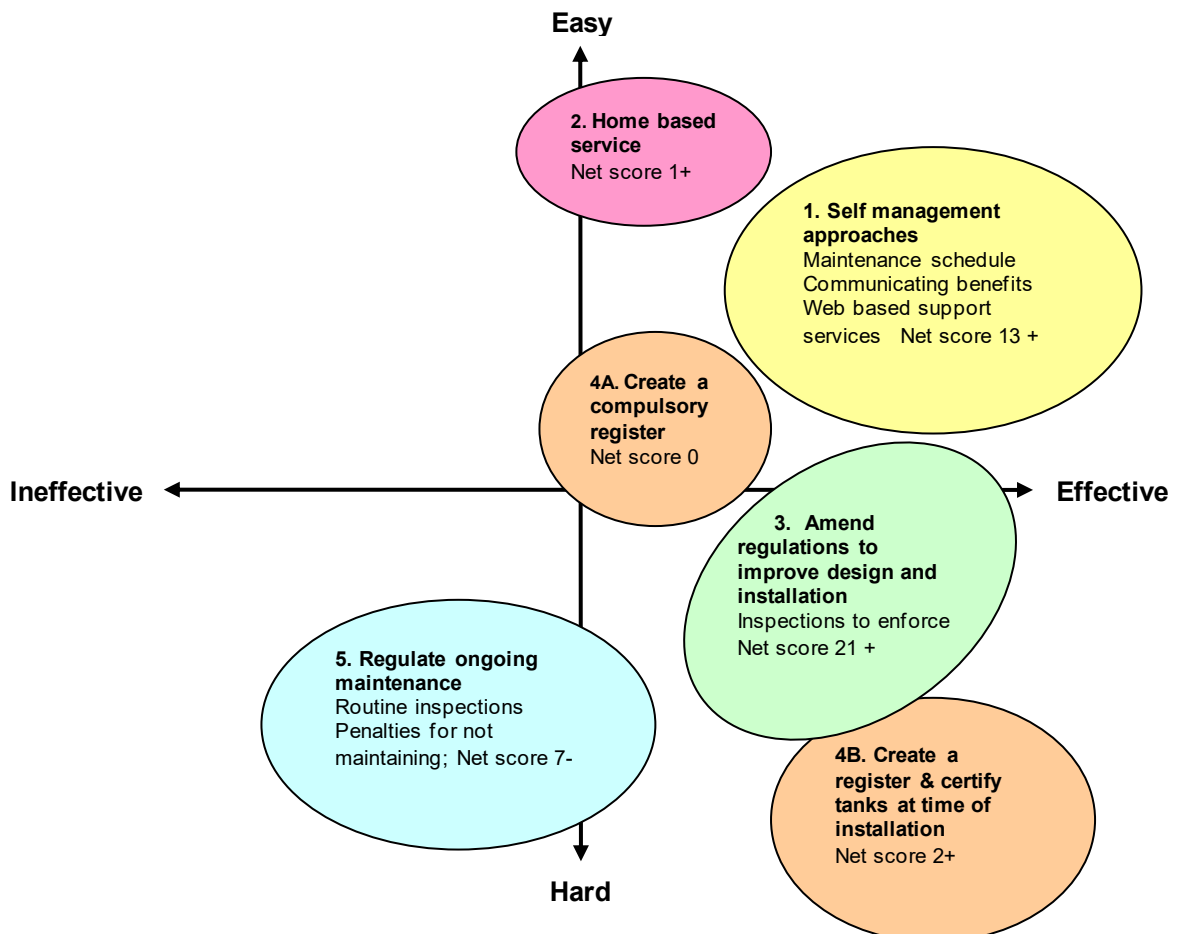 Easy
2. Home based
service
Net score 1+
1. Self management
approaches
Maintenance schedule
Communicating benefits
Web based support
services Net score 13 +
4A. Create a
compulsory
register
Net score 0
Ineffective
Effective
3. Amend
regulations to
improve design and
installation
Inspections to enforce
Net score 21 +
5. Regulate ongoing
maintenance
Routine inspections
Penalties for not
maintaining; Net score 7-
4B. Create a
register & certify
tanks at time of
installation
Net score 2+
Hard